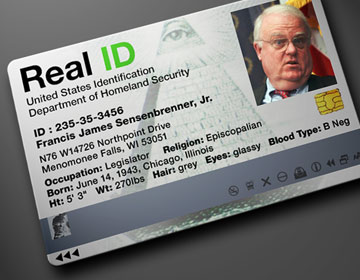 Real ID
United States Identification
Department of Homeland Security
ID : 235-35-3456
Francis James Sensenbrenner, Jr.
N76 W14726 Northpoint Drive
Menomonee Falls, WI 53051
Occupation: Legislator Religion: Episcopalian
Born: June 14, 1943, Chicago, Illinois
Ht: 5' 3" Wt: 270lbs Hair: grey Eyes: glassy Blood Type: B Neg